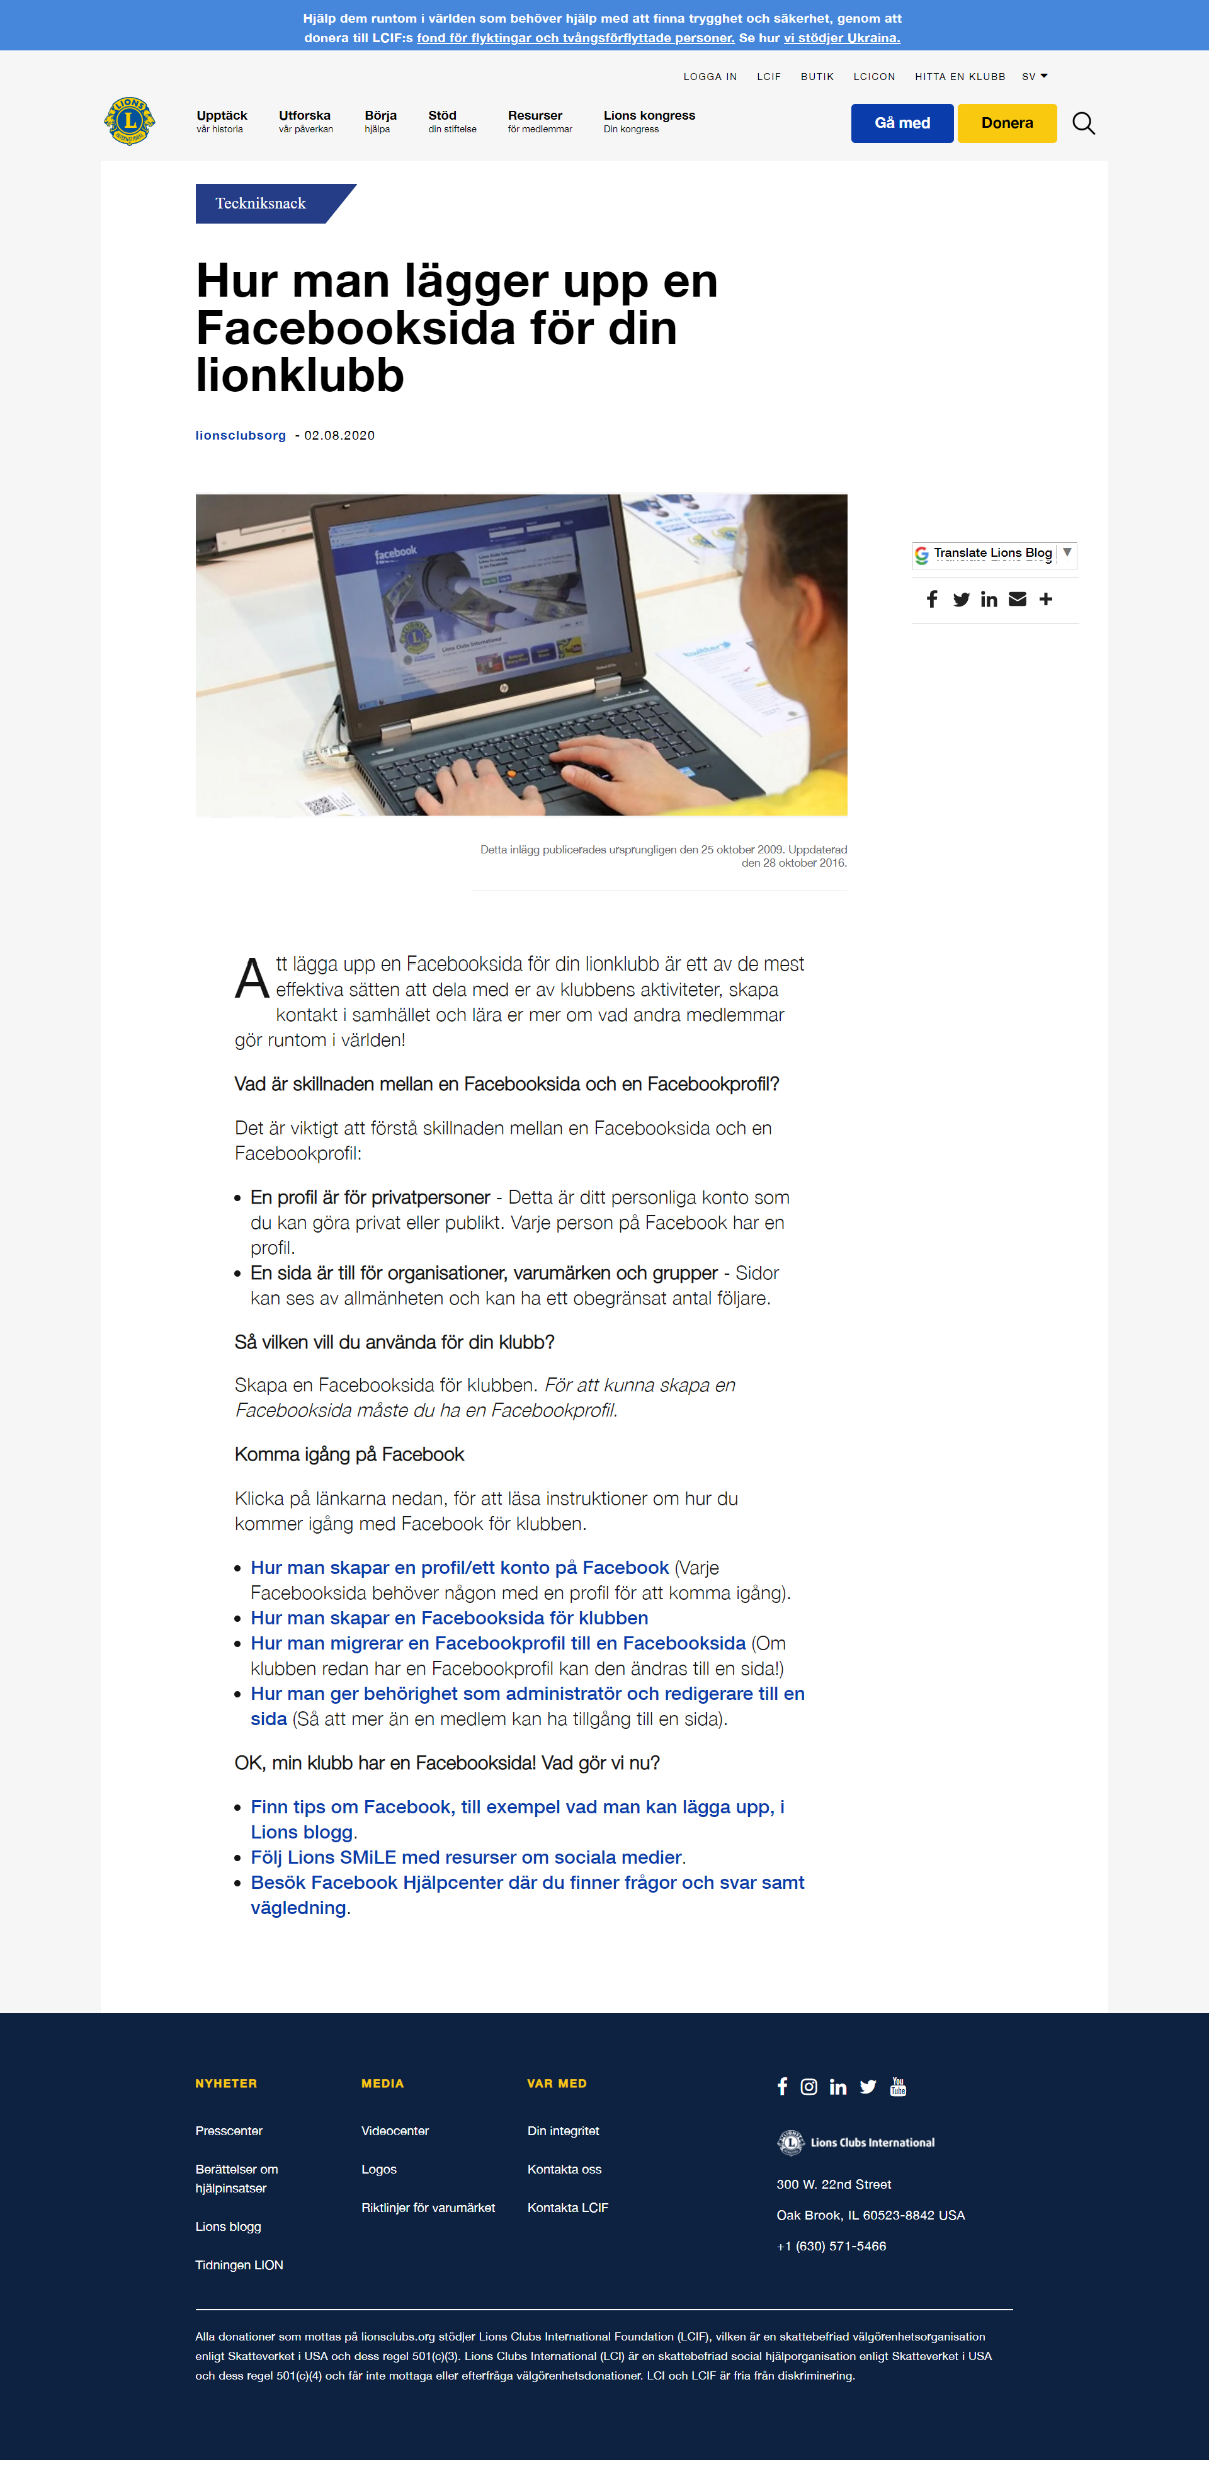 Hjälp dem runtom i världen som behöver hjälp med att finna trygghet och säkerhet, genom att
donera till LCIF:s fond för flyktingar och tvångsförflyttade personer. Se hur vi stödjer Ukraina.
LOGGA IN LCIF BUTIK LCICON HITTA EN KLUBB SV
Upptäck Utforska Börja Stöd Resurser Lions kongress
vår historia vår påverkan hjälpa din stiftelse för medlemmar Din kongress
Gå med Donera
Teckniksnack
Hur man lägger upp en
Facebooksida för din
lionklubb
lionsclubsorg - 02.08.2020
facebook
Lions Clubs International
Translate Lions Blog
Detta inlägg publicerades ursprungligen den 25 oktober 2009. Uppdaterad
den 28 oktober 2016.
Att lägga upp en Facebooksida för din lionklubb är ett av de mest
effektiva sätten att dela med er av klubbens aktiviteter, skapa
kontakt i samhället och lära er mer om vad andra medlemmar
gör runtom i världen!
Vad är skillnaden mellan en Facebooksida och en Facebookprofil?
Det är viktigt att förstå skillnaden mellan en Facebooksida och en
Facebookprofil:
• En profil är för privatpersoner - Detta är ditt personliga konto som
du kan göra privat eller publikt. Varje person på Facebook har en
profil.
• En sida är till för organisationer, varumärken och grupper - Sidor
kan ses av allmänheten och kan ha ett obegränsat antal följare.
Så vilken vill du använda för din klubb?
Skapa en Facebooksida för klubben. För att kunna skapa en
Facebooksida måste du ha en Facebookprofil.
Komma igång på Facebook
Klicka på länkarna nedan, för att läsa instruktioner om hur du
kommer igång med Facebook för klubben.
• Hur man skapar en profil/ett konto på Facebook (Varje
Facebooksida behöver någon med en profil för att komma igång).
• Hur man skapar en Facebooksida för klubben
• Hur man migrerar en Facebookprofil till en Facebooksida (Om
klubben redan har en Facebookprofil kan den ändras till en sida!)
• Hur man ger behörighet som administratör och redigerare till en
sida (Så att mer än en medlem kan ha tillgång till en sida).
OK, min klubb har en Facebooksida! Vad gör vi nu?
• Finn tips om Facebook, till exempel vad man kan lägga upp, i
Lions blogg.
• Följ Lions SMiLE med resurser om sociala medier.
• Besök Facebook Hjälpcenter där du finner frågor och svar samt
vägledning.
NYHETER
Presscenter
Berättelser om
hjälpinsatser
Lions blogg
Tidningen LION
MEDIA
Videocenter
Logos
Riktlinjer för varumärket
VAR MED
Din integritet
Kontakta oss
Kontakta LCIF
You
Tube
Lions Clubs International
300 W. 22nd Street
Oak Brook, IL 60523-8842 USA
+1 (630) 571-5466
Alla donationer som mottas på lionsclubs.org stödjer Lions Clubs International Foundation (LCIF), vilken är en skattebefriad välgörenhetsorganisation
enligt Skatteverket i USA och dess regel 501(c)(3). Lions Clubs International (LCI) är en skattebefriad social hjälporganisation enligt Skatteverket i USA
och dess regel 501(c)(4) och får inte mottaga eller efterfråga välgörenhetsdonationer. LCI och LCIF är fria från diskriminering.